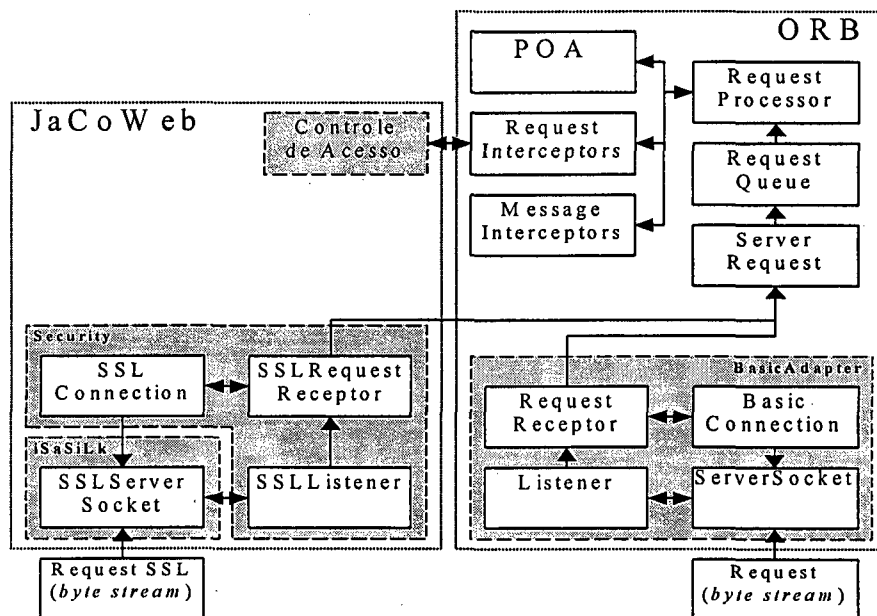 ORB
POA
Request
Processor
JaCoWeb
Controle
de Acesso
Request
Interceptors
Request
Queue
Message
Interceptors
Server
Request
Security
SSL
Connection
SSLRequest
Receptor
BasicAdapter
Request
Receptor
Basic
Connection
iSaSiLk
SSLServer
Socket
SSLListener
Listener
ServerSocket
Request SSL
(byte stream)
Request
(byte stream)